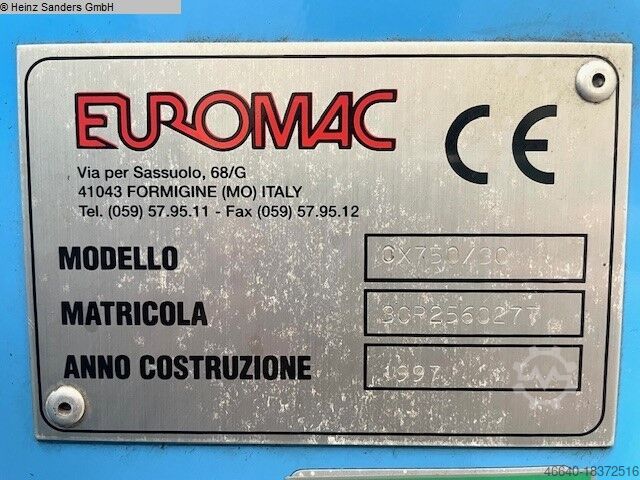 © Heinz Sanders GmbH
EUROMAC
CE
Via per Sassuolo, 68/G
41043 FORMIGINE (MO) ITALY
Tel. (059) 57.95.11 - Fax (059) 57.95.12
MODELLO CX750/30
MATRICOLA 3CR2560277
ANNO COSTRUZIONE 1997
46640-18372516